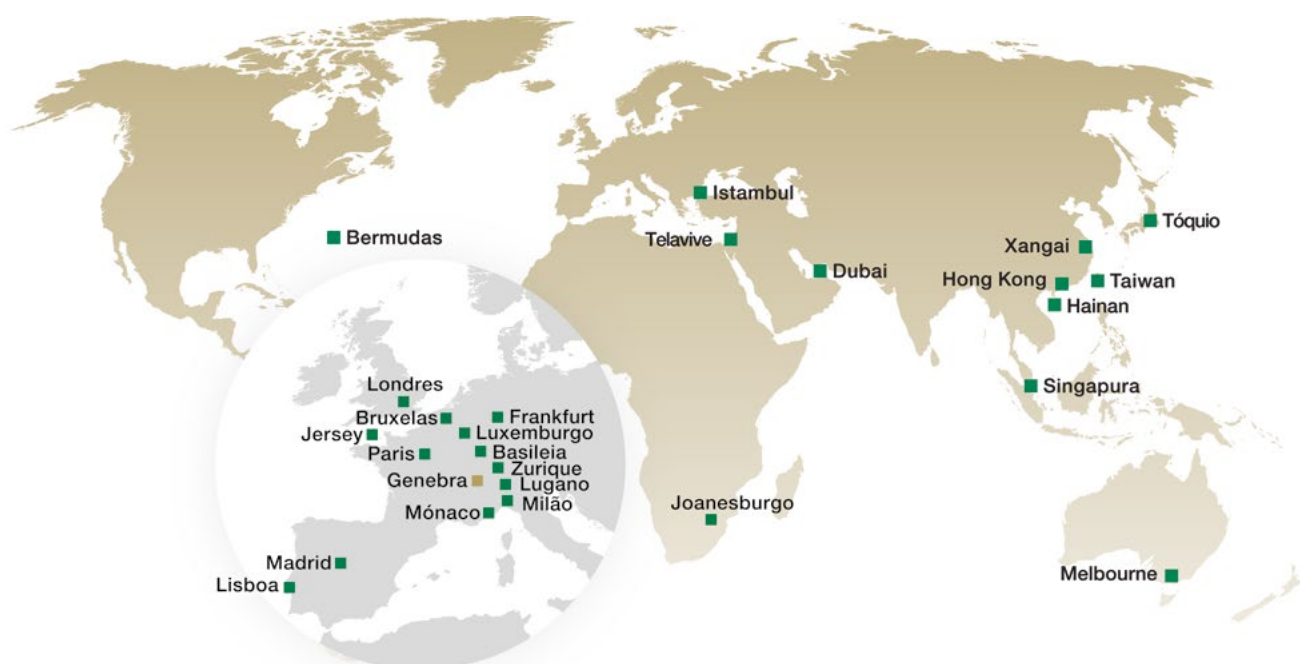 Istambul
Bermudas
Telavive
Tóquio
Xangai
Dubai
Hong Kong
Taiwan
Hainan
Singapura
Londres
Bruxelas
Frankfurt
Jersey
Luxemburgo
Paris
Basileia
Zurique
Genebra
Lugano
Milão
Mónaco
Joanesburgo
Madrid
Lisboa
Melbourne